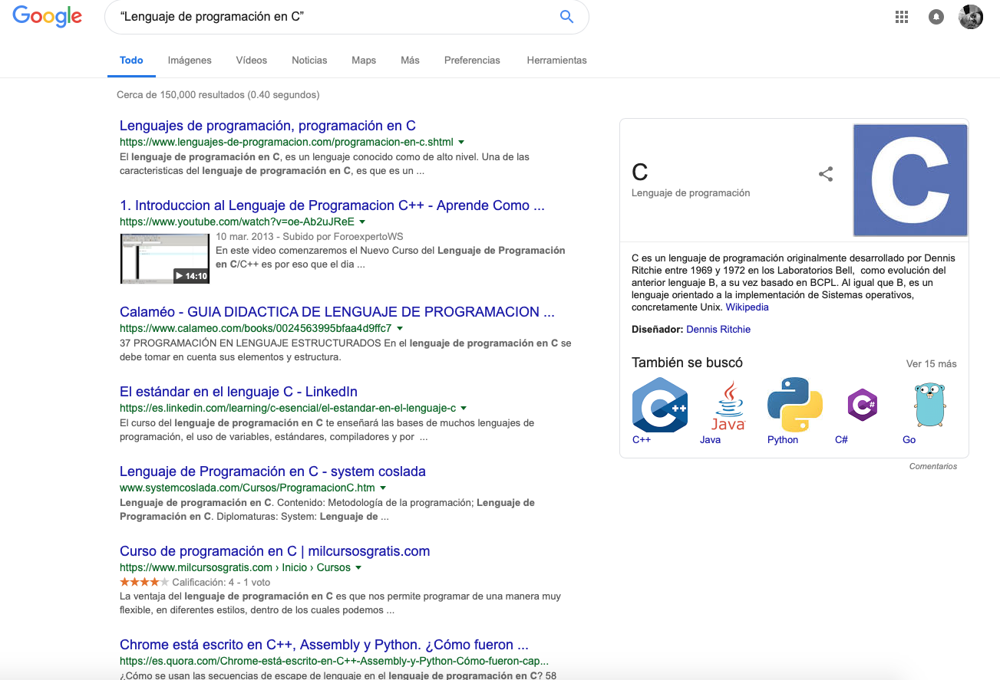 Google
“Lenguaje de programación en C”
Todo Imágenes Vídeos Noticias Maps Más Preferencias Herramientas
Cerca de 150,000 resultados (0.40 segundos)
Lenguajes de programación, programación en C
https://www.lenguajes-de-programacion.com/programacion-en-c.shtml
El lenguaje de programación en C, es un lenguaje conocido como de alto nivel. Una de las
caracteristicas del lenguaje de programación en C, es que es un ...
1. Introduccion al Lenguaje de Programacion C++ - Aprende Como ...
https://www.youtube.com/watch?v=oe-Ab2uJReE
14:10
10 mar. 2013 - Subido por ForoexpertoWS
En este video comenzaremos el Nuevo Curso del Lenguaje de Programación
en C/C++ es por eso que el dia ...
Calaméo - GUIA DIDACTICA DE LENGUAJE DE PROGRAMACION ...
https://www.calameo.com/books/0024563995bfaa4d9ffc7
37 PROGRAMACIÓN EN LENGUAJE ESTRUCTURADOS En el lenguaje de programación en C se
debe tomar en cuenta sus elementos y estructura.
El estándar en el lenguaje C - LinkedIn
https://es.linkedin.com/learning/c-esencial/el-estandar-en-el-lenguaje-c
El curso del lenguaje de programación en C te enseñará las bases de muchos lenguajes de
programación, el uso de variables, estándares, compiladores y por ...
Lenguaje de Programación en C - system coslada
www.systemcoslada.com/Cursos/ProgramacionC.htm
Lenguaje de programación en C. Contenido: Metodología de la programación; Lenguaje de
Programación en C. Diplomaturas: System: Lenguaje de ...
Curso de programación en C | milcursosgratis.com
https://www.milcursosgratis.com › Inicio › Cursos
Calificación: 4 - 1 voto
La ventaja del lenguaje de programación en C es que nos permite programar de una manera muy
flexible, en diferentes estilos, dentro de los cuales podemos ...
Chrome está escrito en C++, Assembly y Python. ¿Cómo fueron ...
https://es.quora.com/Chrome-está-escrito-en-C++-Assembly-y-Python-Cómo-fueron-cap...
¿Cómo se usan las secuencias de escape de lenguaje en el lenguaje de programación en C? 58
C
Lenguaje de programación
C
C es un lenguaje de programación originalmente desarrollado por Dennis
Ritchie entre 1969 y 1972 en los Laboratorios Bell, como evolución del
anterior lenguaje B, a su vez basado en BCPL. Al igual que B, es un
lenguaje orientado a la implementación de Sistemas operativos,
concretamente Unix. Wikipedia
Diseñador: Dennis Ritchie
También se buscó Ver 15 más
C++ Java C#
C++ Java Python C# Go
Comentarios